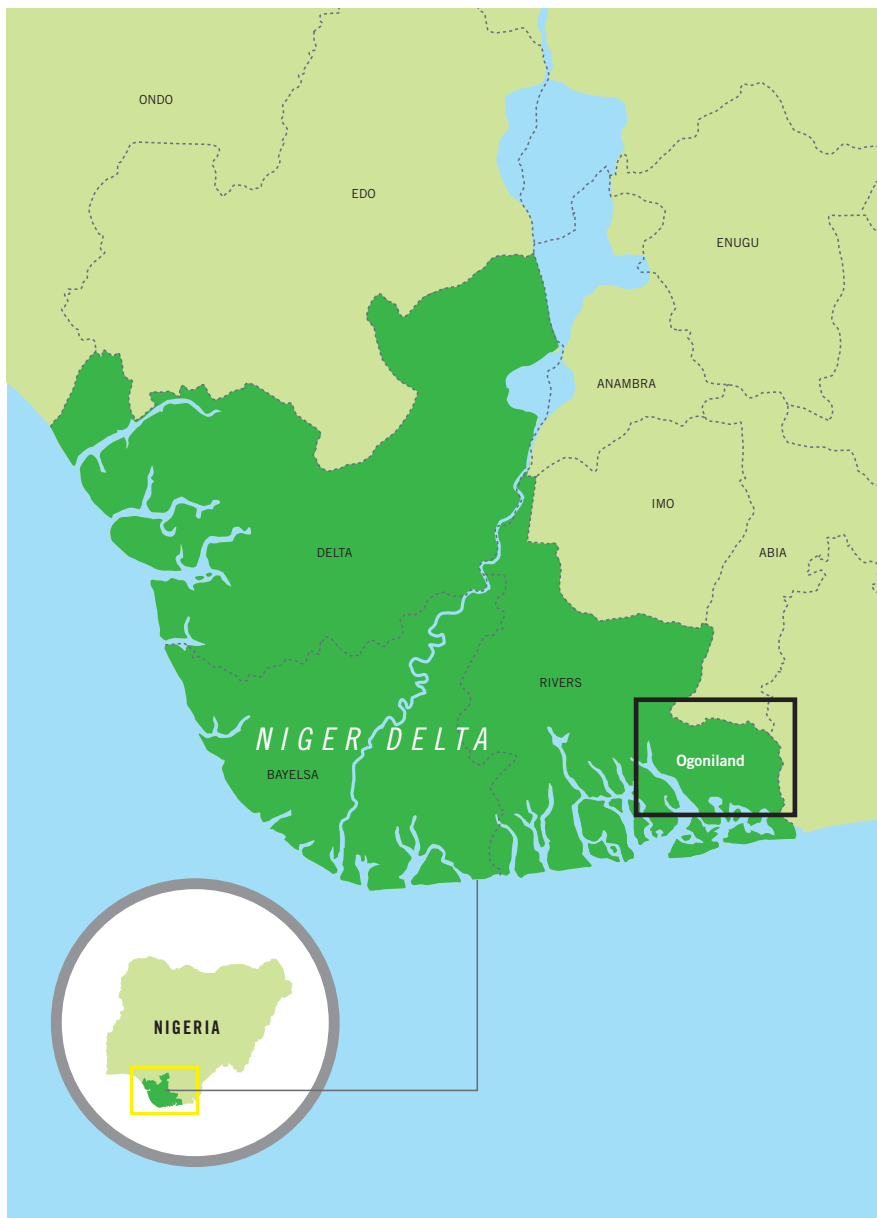 ONDO
EDO
ENUGU
ANAMBRA
IMO
DELTA
ABIA
RIVERS
NIGER DELTA
Ogoniland
BAYELSA
NIGERIA